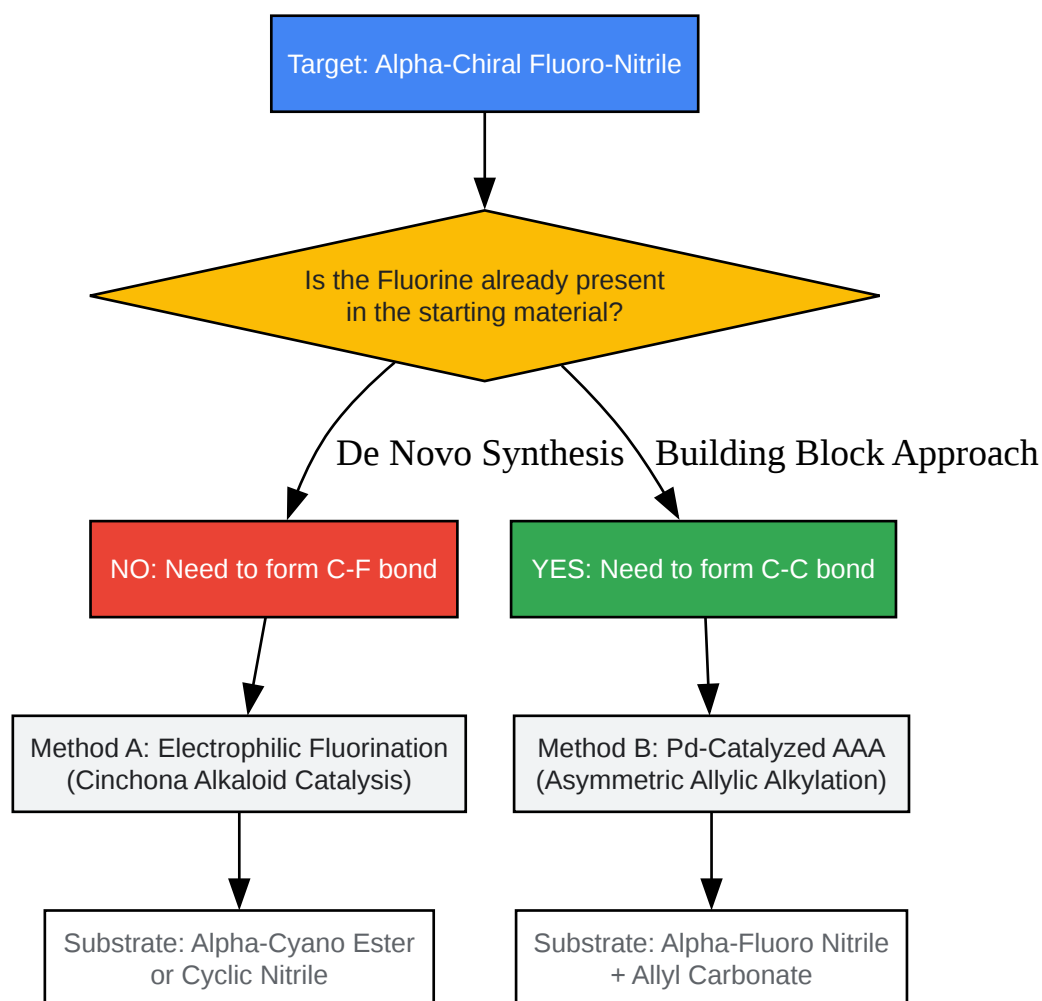 Target: Alpha-Chiral Fluoro-Nitrile
Is the Fluorine already present
in the starting material?
De Novo Synthesis
Building Block Approach
NO: Need to form C-F bond
YES: Need to form C-C bond
Method A: Electrophilic Fluorination
(Cinchona Alkaloid Catalysis)
Method B: Pd-Catalyzed AAA
(Asymmetric Allylic Alkylation)
Substrate: Alpha-Cyano Ester
or Cyclic Nitrile
Substrate: Alpha-Fluoro Nitrile
+ Allyl Carbonate